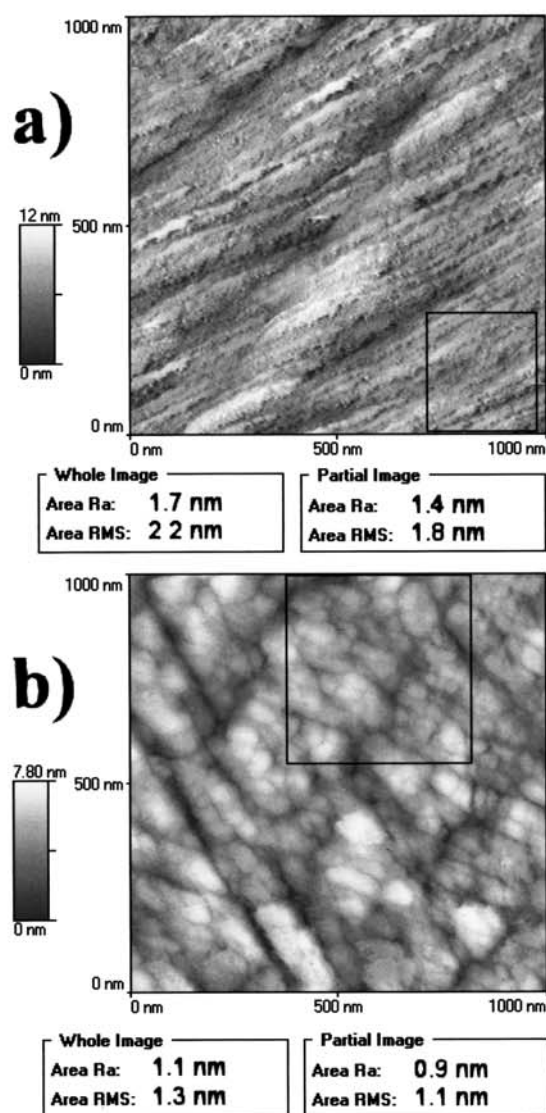 1000 nm
a)
12 nm
500 nm
0 nm
0 nm
0 nm 500 nm 1000 nm
Whole Image Partial Image
Area Ra: 1.7 nm Area Ra: 1.4 nm
Area RMS: 2 2 nm Area RMS: 1.8 nm
1000 nm
b)
7.80 nm
500 nm
0 nm
0 nm
0 nm 500 nm 1000 nm
Whole Image Partial Image
Area Ra: 1.1 nm Area Ra: 0.9 nm
Area RMS: 1.3 nm Area RMS: 1.1 nm